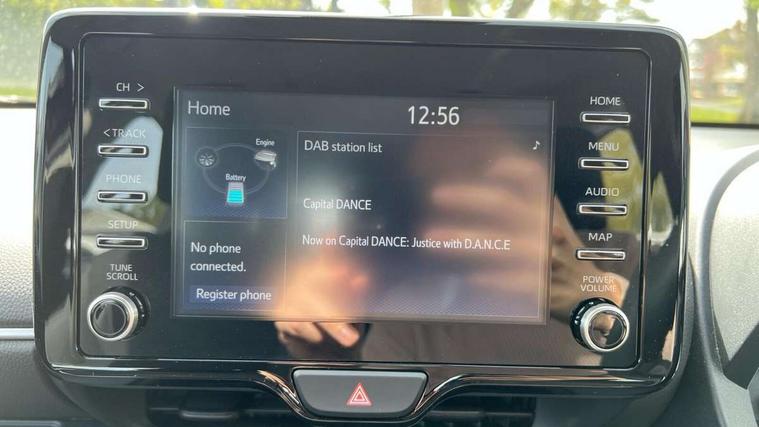 CH >
< TRACK
PHONE
SETUP
TUNE
SCROLL
Home
12:56
Engine
Battery
DAB station list
Capital DANCE
Now on Capital DANCE: Justice with D.A.N.C.E
No phone
connected.
Register phone
HOME
MENU
AUDIO
MAP
POWER
VOLUME